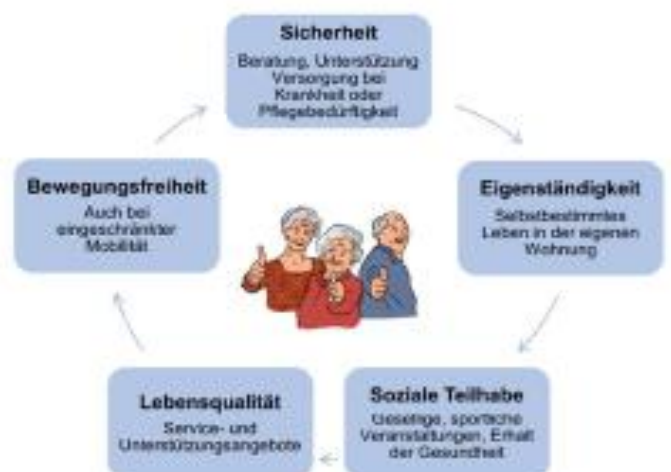 Sicherheit
Beratung, Unterstützung
Versorgung bei
Krankheit oder
Pflegebedürftigkeit
Eigenständigkeit
Selbstbestimmtes
Leben in der eigenen
Wohnung
Soziale Teilhabe
Gesellige, sportliche
Veranstaltungen, Erhalt
der Gesundheit
Lebensqualität
Service- und
Unterstützungsangebote
Bewegungsfreiheit
Auch bei
eingeschränkter
Mobilität